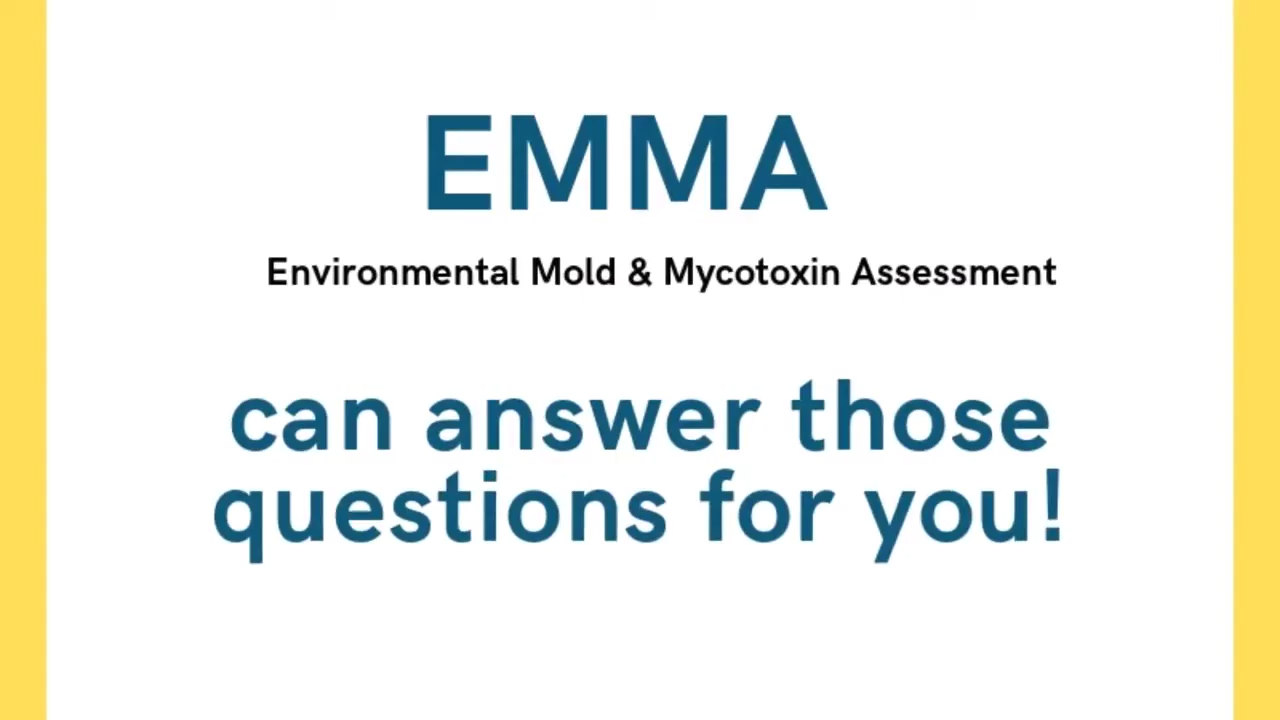 EMMA
Environmental Mold & Mycotoxin Assessment
can answer those
questions for you!